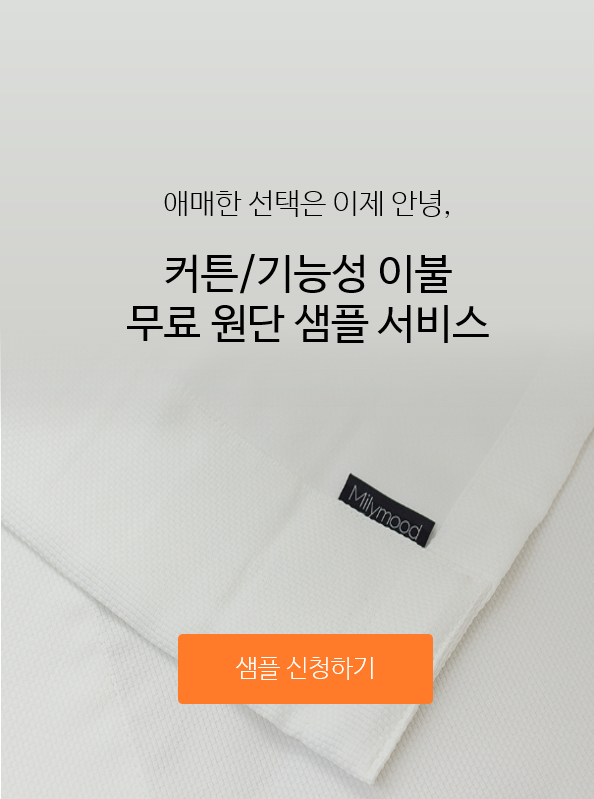 애매한 선택은 이제 안녕,
커튼/기능성 이불
무료 원단 샘플 서비스
Milymood
샘플 신청하기